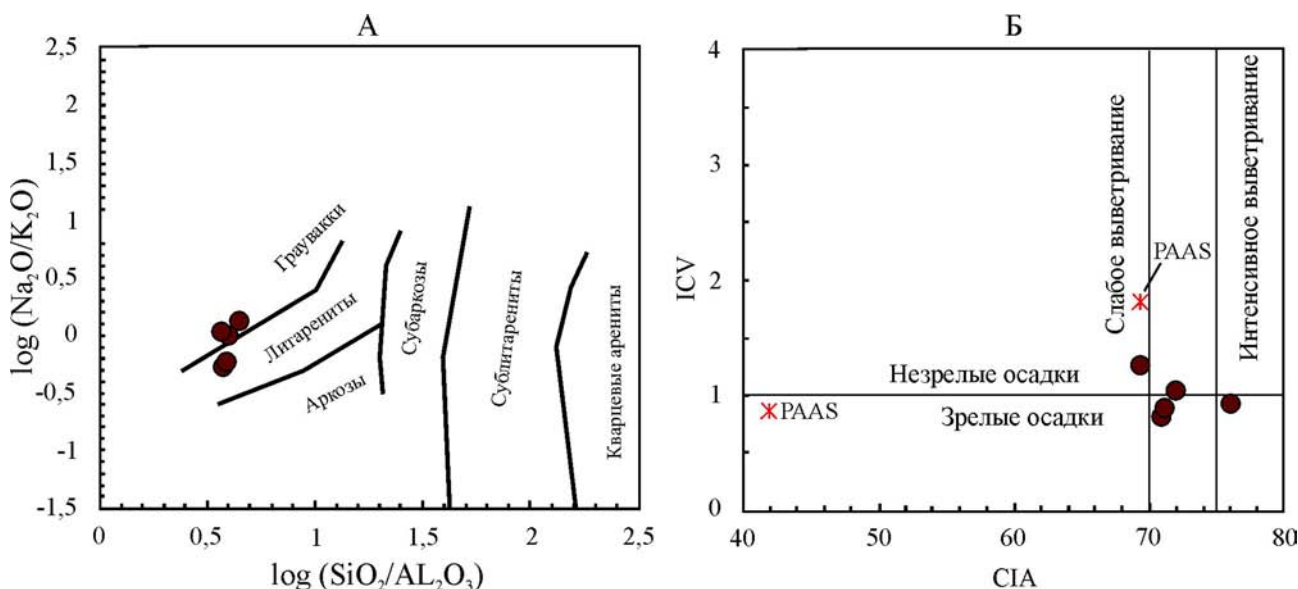 А
2,5
2
1,5
1
0,5
0
-0,5
-1
-1,5
log (Na₂O/K₂O)
Граувакки
Литарениты
Аркозы
Субаркозы
Сублитарениты
Кварцевые арениты
0 0,5 1 1,5 2 2,5
log (SiO₂/AL₂O₃)
Б
4
3
2
1
0
ICV
Слабое выветривание
Интенсивное выветривание
PAAS
Незрелые осадки
PAAS
Зрелые осадки
40 50 60 70 80
CIA